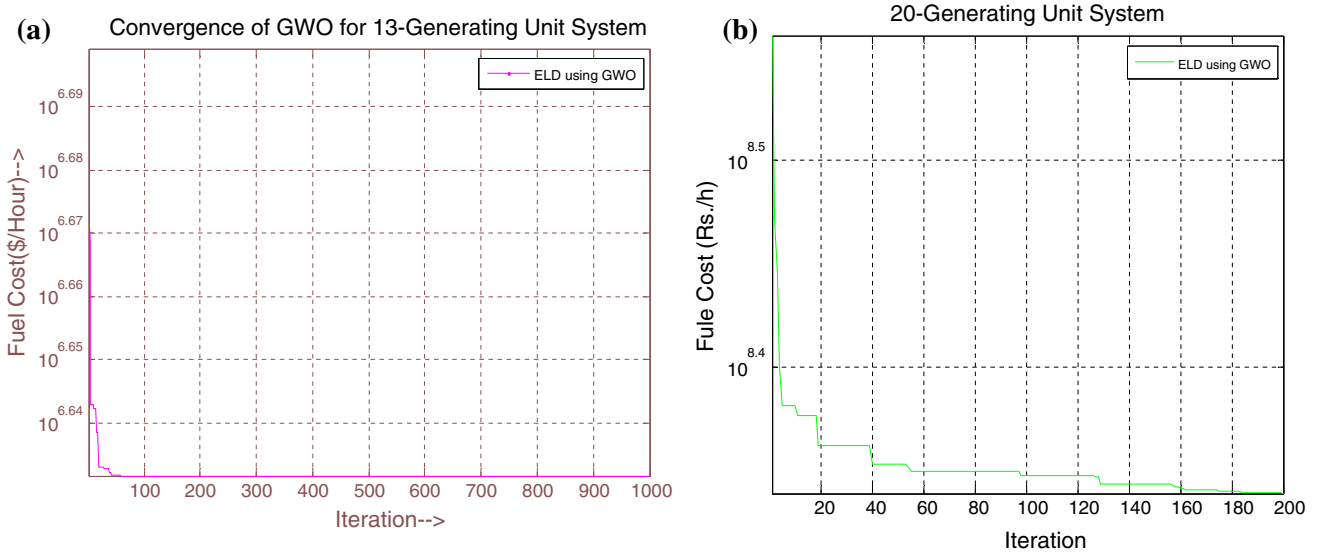 (a)
Convergence of GWO for 13-Generating Unit System
ELD using GWO
Fuel Cost($/Hour)-->
10^6.69
10^6.68
10^6.67
10^6.66
10^6.65
10^6.64
100 200 300 400 500 600 700 800 900 1000
Iteration-->
(b)
20-Generating Unit System
ELD using GWO
Fule Cost (Rs./h)
10^8.5
10^8.4
20 40 60 80 100 120 140 160 180 200
Iteration